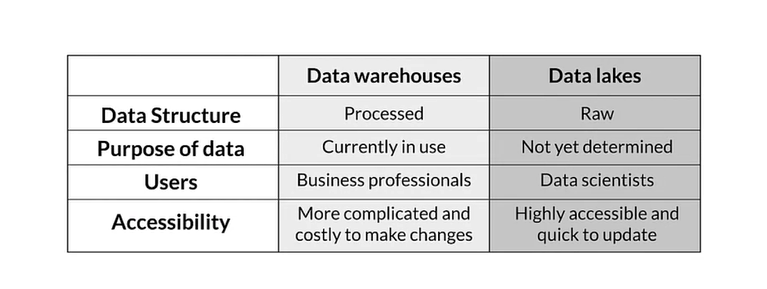 Data warehouses Data lakes
Data Structure Processed Raw
Purpose of data Currently in use Not yet determined
Users Business professionals Data scientists
Accessibility More complicated and costly to make changes Highly accessible and quick to update